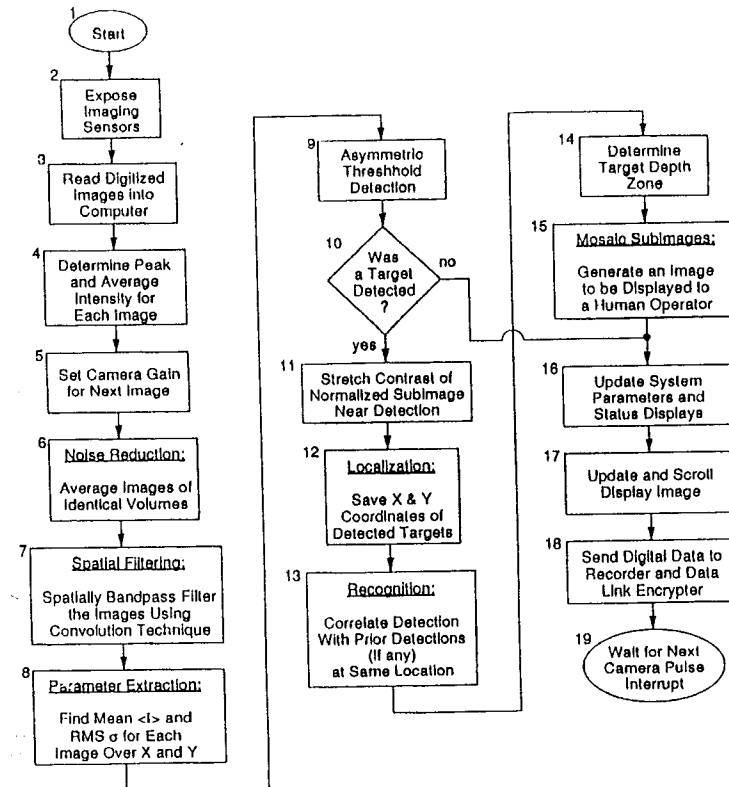 1
Start
2
Expose
Imaging
Sensors
3
Read Digitized
Images into
Computer
4
Determine Peak
and Average
Intensity for
Each Image
5
Set Camera Gain
for Next Image
6
Noise Reduction:
Average Images of
Identical Volumes
7
Spatial Filtering:
Spatially Bandpass Filter
the Images Using
Convolution Technique
8
Parameter Extraction:
Find Mean <I> and
RMS σ for Each
Image Over X and Y
9
Asymmetric
Threshhold
Detection
10
Was
a Target
Detected
?
no
yes
11
Stretch Contrast of
Normalized Subimage
Near Detection
12
Localization:
Save X & Y
Coordinates of
Detected Targets
13
Recognition:
Correlate Detection
With Prior Detections
(if any)
at Same Location
14
Determine
Target Depth
Zone
15
Mosaic Subimages:
Generate an Image
to be Displayed to
a Human Operator
16
Update System
Parameters and
Status Displays
17
Update and Scroll
Display Image
18
Send Digital Data to
Recorder and Data
Link Encrypter
19
Wait for Next
Camera Pulse
Interrupt